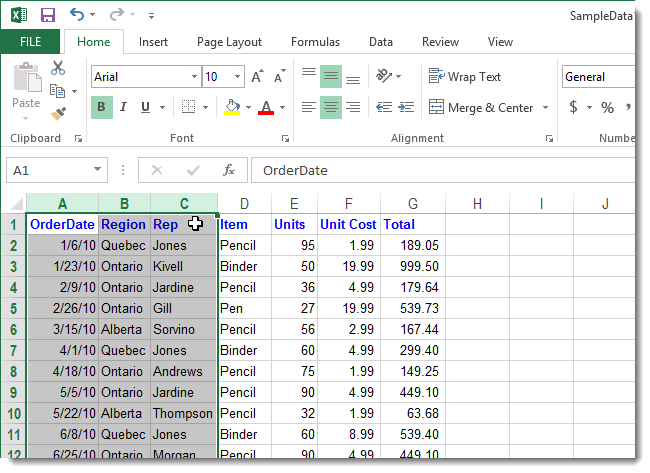 SampleData
FILE Home Insert Page Layout Formulas Data Review View
Paste Arial 10 A A Wrap Text General
B I U A Merge & Center $ % ,
Clipboard Font Alignment Numbe
A1 fx OrderDate
A B C D E F G H I J
1 OrderDate Region Rep Item Units Unit Cost Total
2 1/6/10 Quebec Jones Pencil 95 1.99 189.05
3 1/23/10 Ontario Kivell Binder 50 19.99 999.50
4 2/9/10 Ontario Jardine Pencil 36 4.99 179.64
5 2/26/10 Ontario Gill Pen 27 19.99 539.73
6 3/15/10 Alberta Sorvino Pencil 56 2.99 167.44
7 4/1/10 Quebec Jones Binder 60 4.99 299.40
8 4/18/10 Ontario Andrews Pencil 75 1.99 149.25
9 5/5/10 Ontario Jardine Pencil 90 4.99 449.10
10 5/22/10 Alberta Thompson Pencil 32 1.99 63.68
11 6/8/10 Quebec Jones Binder 60 8.99 539.40
12 6/25/10 Ontario Morgan Pencil 90 4.99 449.10